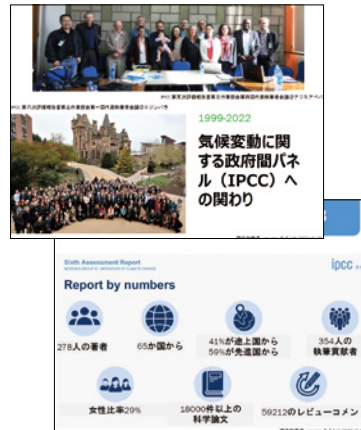 1999-2022
気候変動に関
する政府間パネ
ル（IPCC）へ
の関わり
Sixth Assessment Report
ipcc
Report by numbers
278人の著者
65か国から
41%が途上国から
59%が先進国から
354人の
執筆貢献者
女性比率29%
18000件以上の
科学論文
59212のレビューコメン